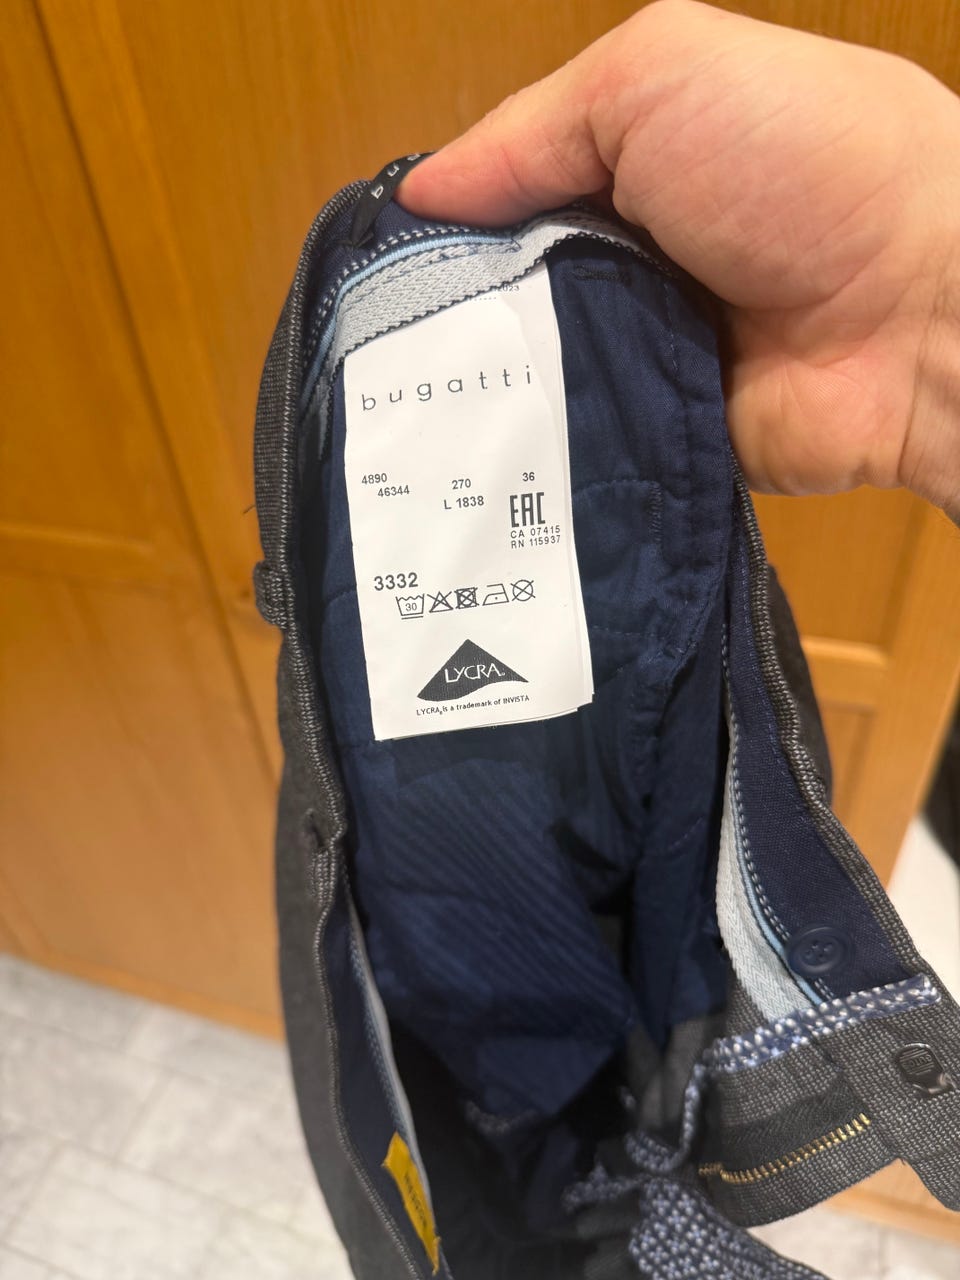 bugatti
4890 270 36
46344 L 1838
EAC
CA 07415
RN 115937
3332
30
LYCRA®
LYCRA® is a trademark of INVISTA